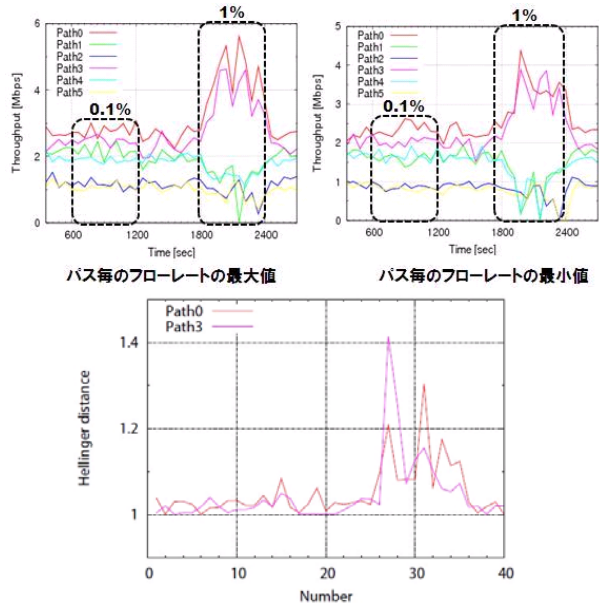 1%
0.1%
Path0
Path1
Path2
Path3
Path4
Path5
Throughput [Mbps]
6
4
2
0
600 1200 1800 2400
Time [sec]
パス毎のフローレートの最大値
1%
0.1%
Path0
Path1
Path2
Path3
Path4
Path5
Throughput [Mbps]
5
4
3
2
1
0
600 1200 1800 2400
Time [sec]
パス毎のフローレートの最小値
Path0
Path3
Hellinger distance
1.4
1.2
1
0 10 20 30 40
Number